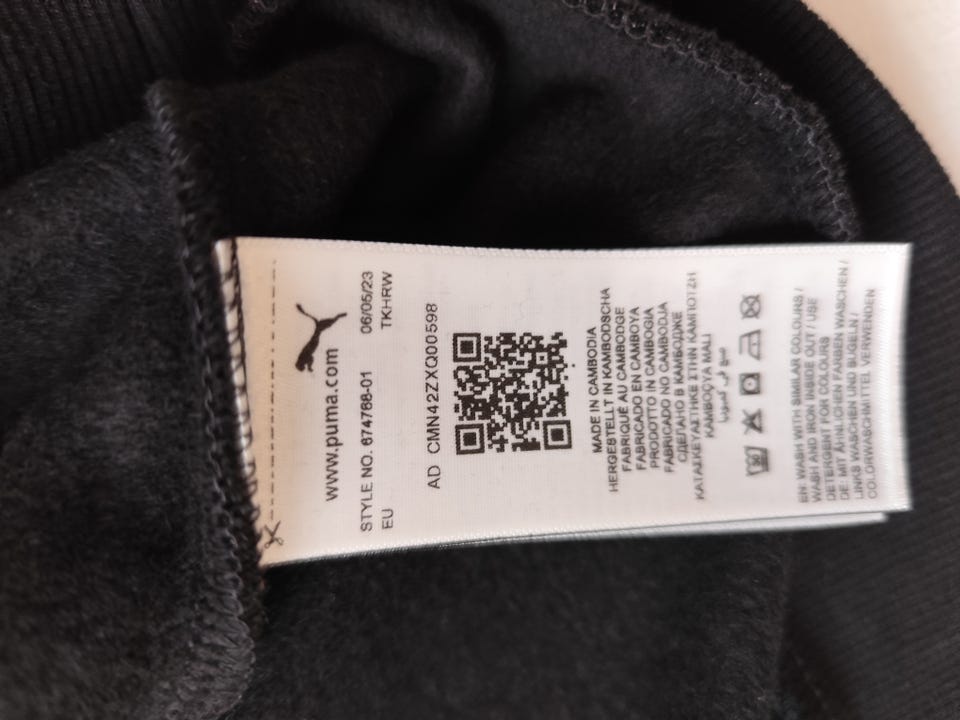 www.puma.com
STYLE NO. 674788-01 06/05/23
EU TKHRW
AD CMN42ZXQ00598
MADE IN CAMBODIA
HERGESTELLT IN KAMBODSCHA
FABRIQUÉ AU CAMBODGE
FABRICADO EN CAMBOYA
PRODOTTO IN CAMBOGIA
FABRICADO NO CAMBODJA
СДЕЛАНО В КАМБОДЖЕ
ΚΑΤΑΣΚΕΥΑΣΤΗΚΕ ΣΤΗΝ ΚΑΜΠΟΤΖΗ
KAMBOÇYA MALI
صنع في كمبوديا
EN: WASH WITH SIMILAR COLOURS /
WASH AND IRON INSIDE OUT / USE
DETERGENT FOR COLOURS
DE: MIT ÄHNLICHEN FARBEN WASCHEN /
LINKS WASCHEN UND BÜGELN /
COLORWASCHMITTEL VERWENDEN